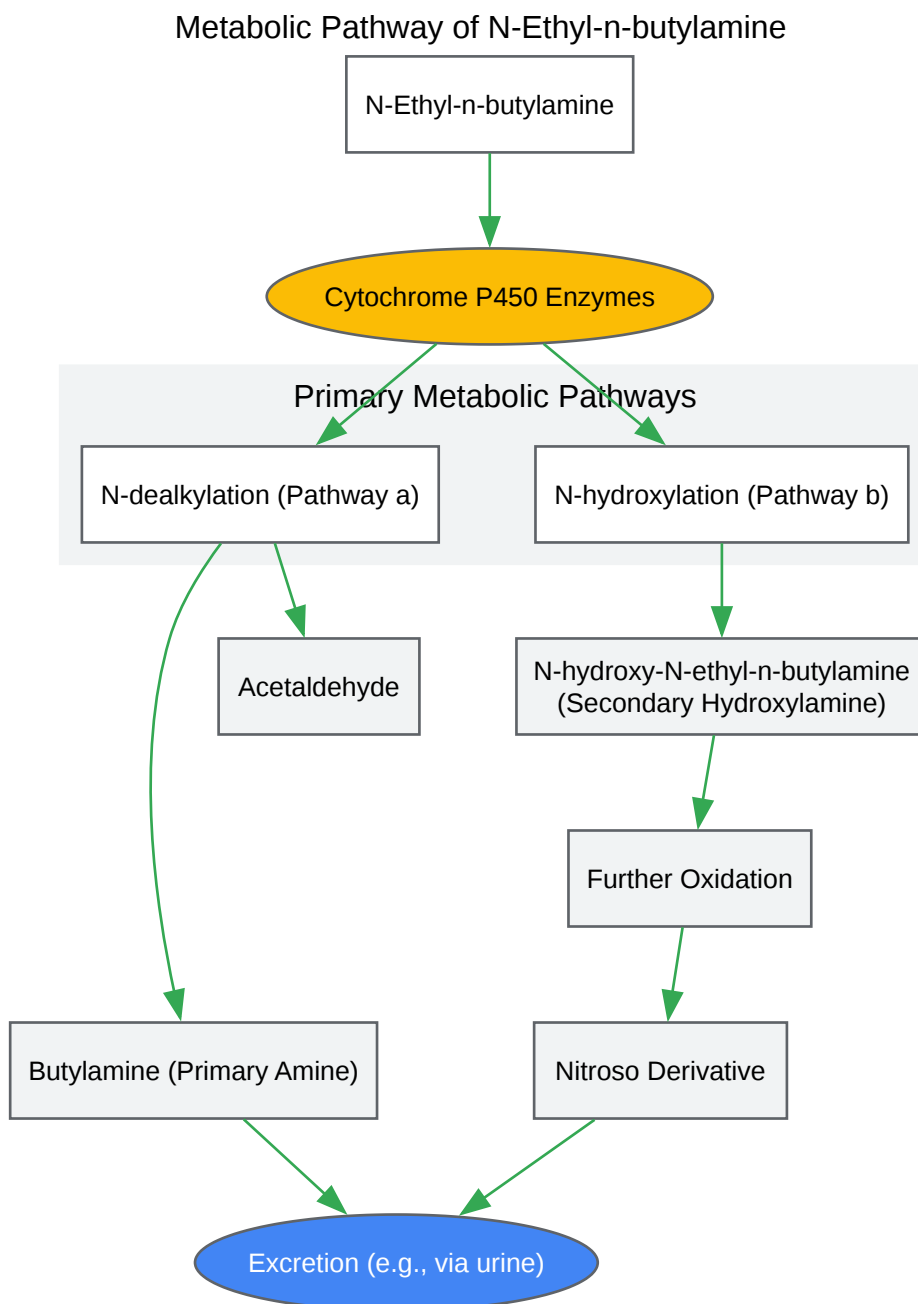 Metabolic Pathway of N-Ethyl-n-butylamine
N-Ethyl-n-butylamine
Cytochrome P450 Enzymes
Primary Metabolic Pathways
N-dealkylation (Pathway a)
N-hydroxylation (Pathway b)
Acetaldehyde
N-hydroxy-N-ethyl-n-butylamine
(Secondary Hydroxylamine)
Further Oxidation
Butylamine (Primary Amine)
Nitroso Derivative
Excretion (e.g., via urine)